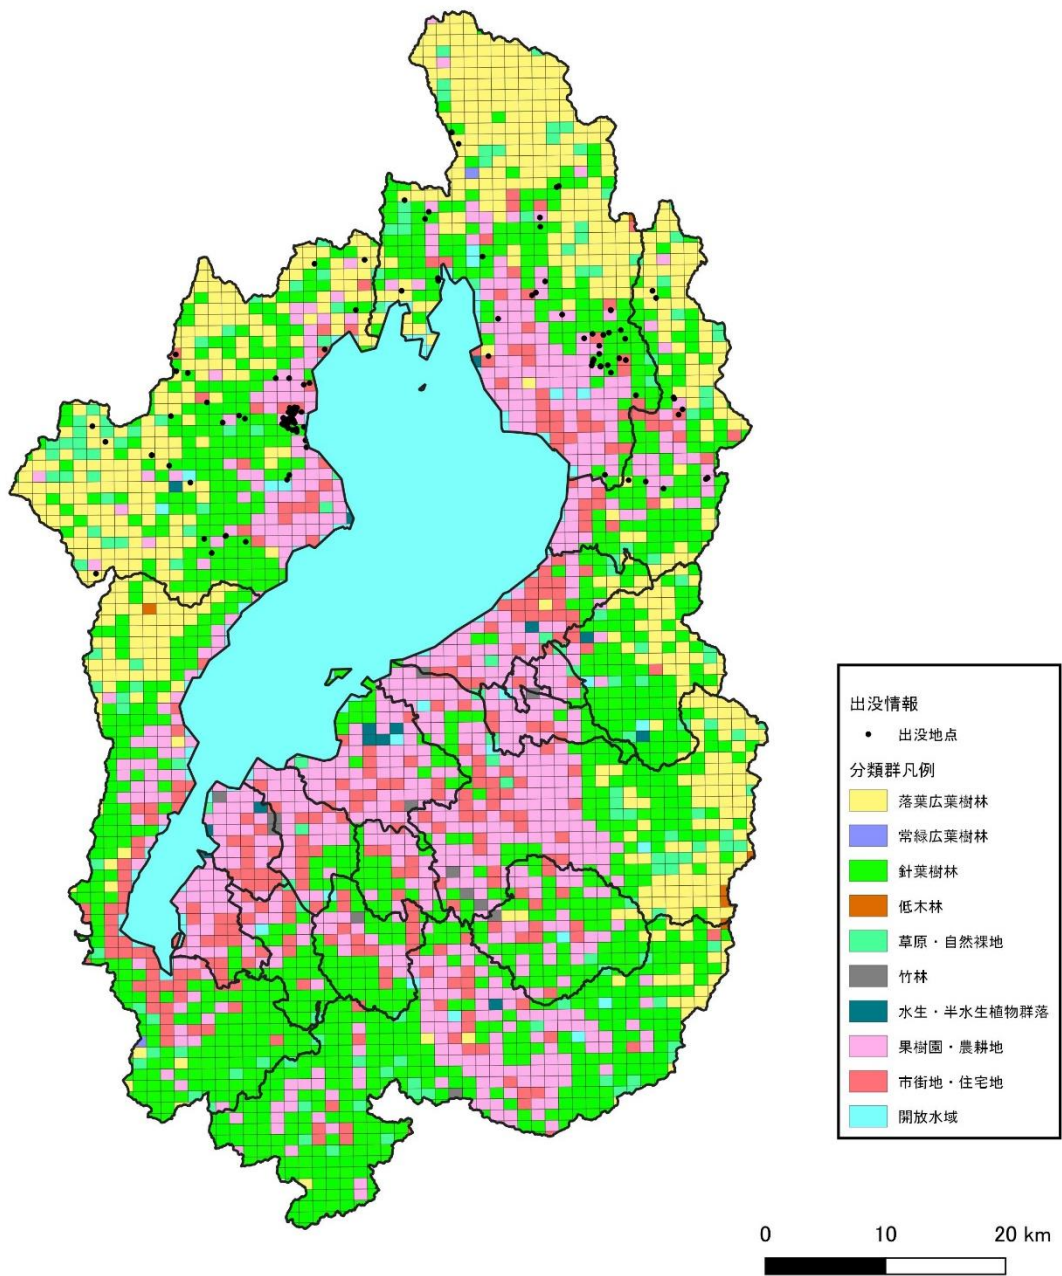 出没情報
出没地点
分類群凡例
落葉広葉樹林
常緑広葉樹林
針葉樹林
低木林
草原・自然裸地
竹林
水生・半水生植物群落
果樹園・農耕地
市街地・住宅地
開放水域
0 10 20 km